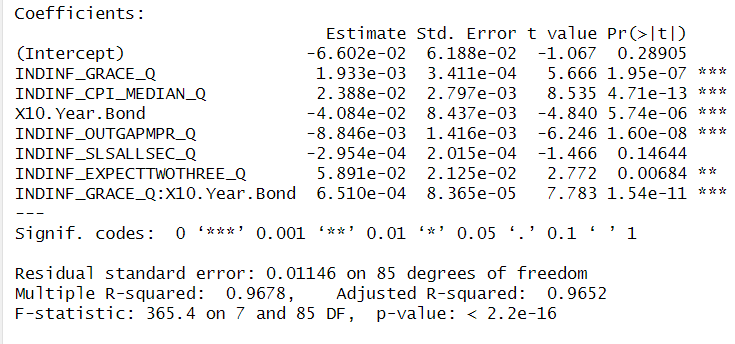 Coefficients:
Estimate Std. Error t value Pr(>|t|)
(Intercept) -6.602e-02 6.188e-02 -1.067 0.28905
INDINF_GRACE_Q 1.933e-03 3.411e-04 5.666 1.95e-07 ***
INDINF_CPI_MEDIAN_Q 2.388e-02 2.797e-03 8.535 4.71e-13 ***
X10.Year.Bond -4.084e-02 8.437e-03 -4.840 5.74e-06 ***
INDINF_OUTGAPMPR_Q -8.846e-03 1.416e-03 -6.246 1.60e-08 ***
INDINF_SLSALLSEC_Q -2.954e-04 2.015e-04 -1.466 0.14644
INDINF_EXPECTTWOTHREE_Q 5.891e-02 2.125e-02 2.772 0.00684 **
INDINF_GRACE_Q:X10.Year.Bond 6.510e-04 8.365e-05 7.783 1.54e-11 ***
---
Signif. codes: 0 ‘***’ 0.001 ‘**’ 0.01 ‘*’ 0.05 ‘.’ 0.1 ‘ ’ 1
Residual standard error: 0.01146 on 85 degrees of freedom
Multiple R-squared: 0.9678, Adjusted R-squared: 0.9652
F-statistic: 365.4 on 7 and 85 DF, p-value: < 2.2e-16